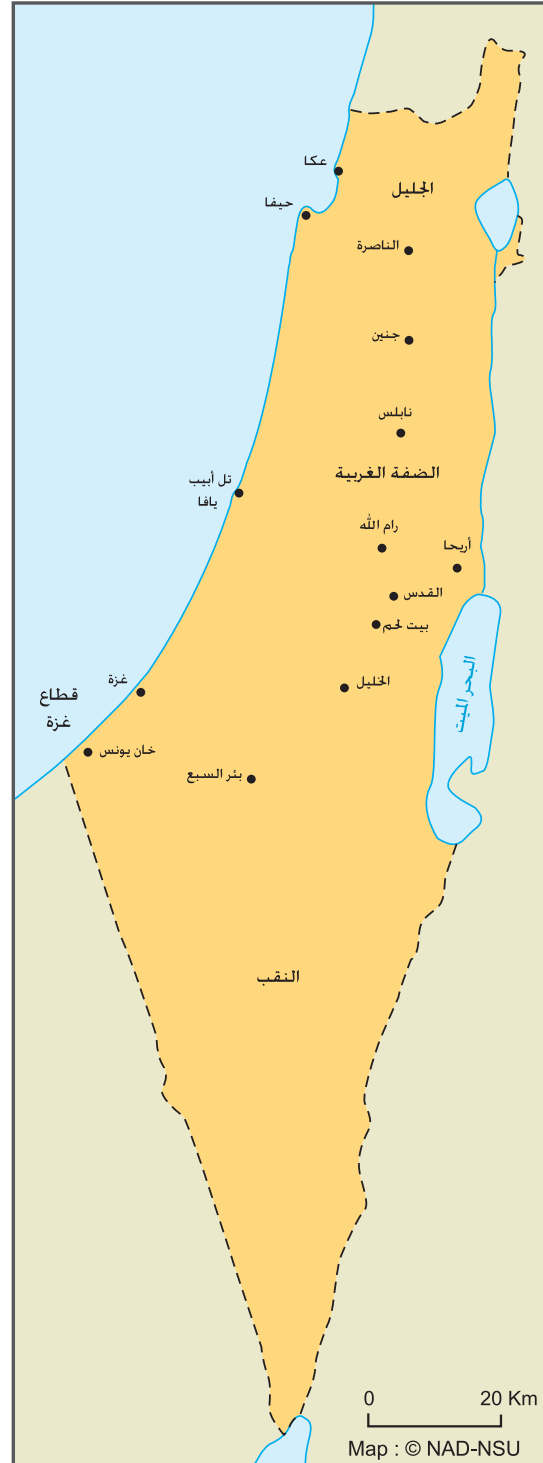 عكا
الجليل
حيفا
الناصرة
جنين
نابلس
الضفة الغربية
تل أبيب
يافا
رام الله
أريحا
القدس
بيت لحم
البحر الميت
الخليل
غزة
قطاع
غزة
خان يونس
بئر السبع
النقب
0 20 Km
Map : © NAD-NSU